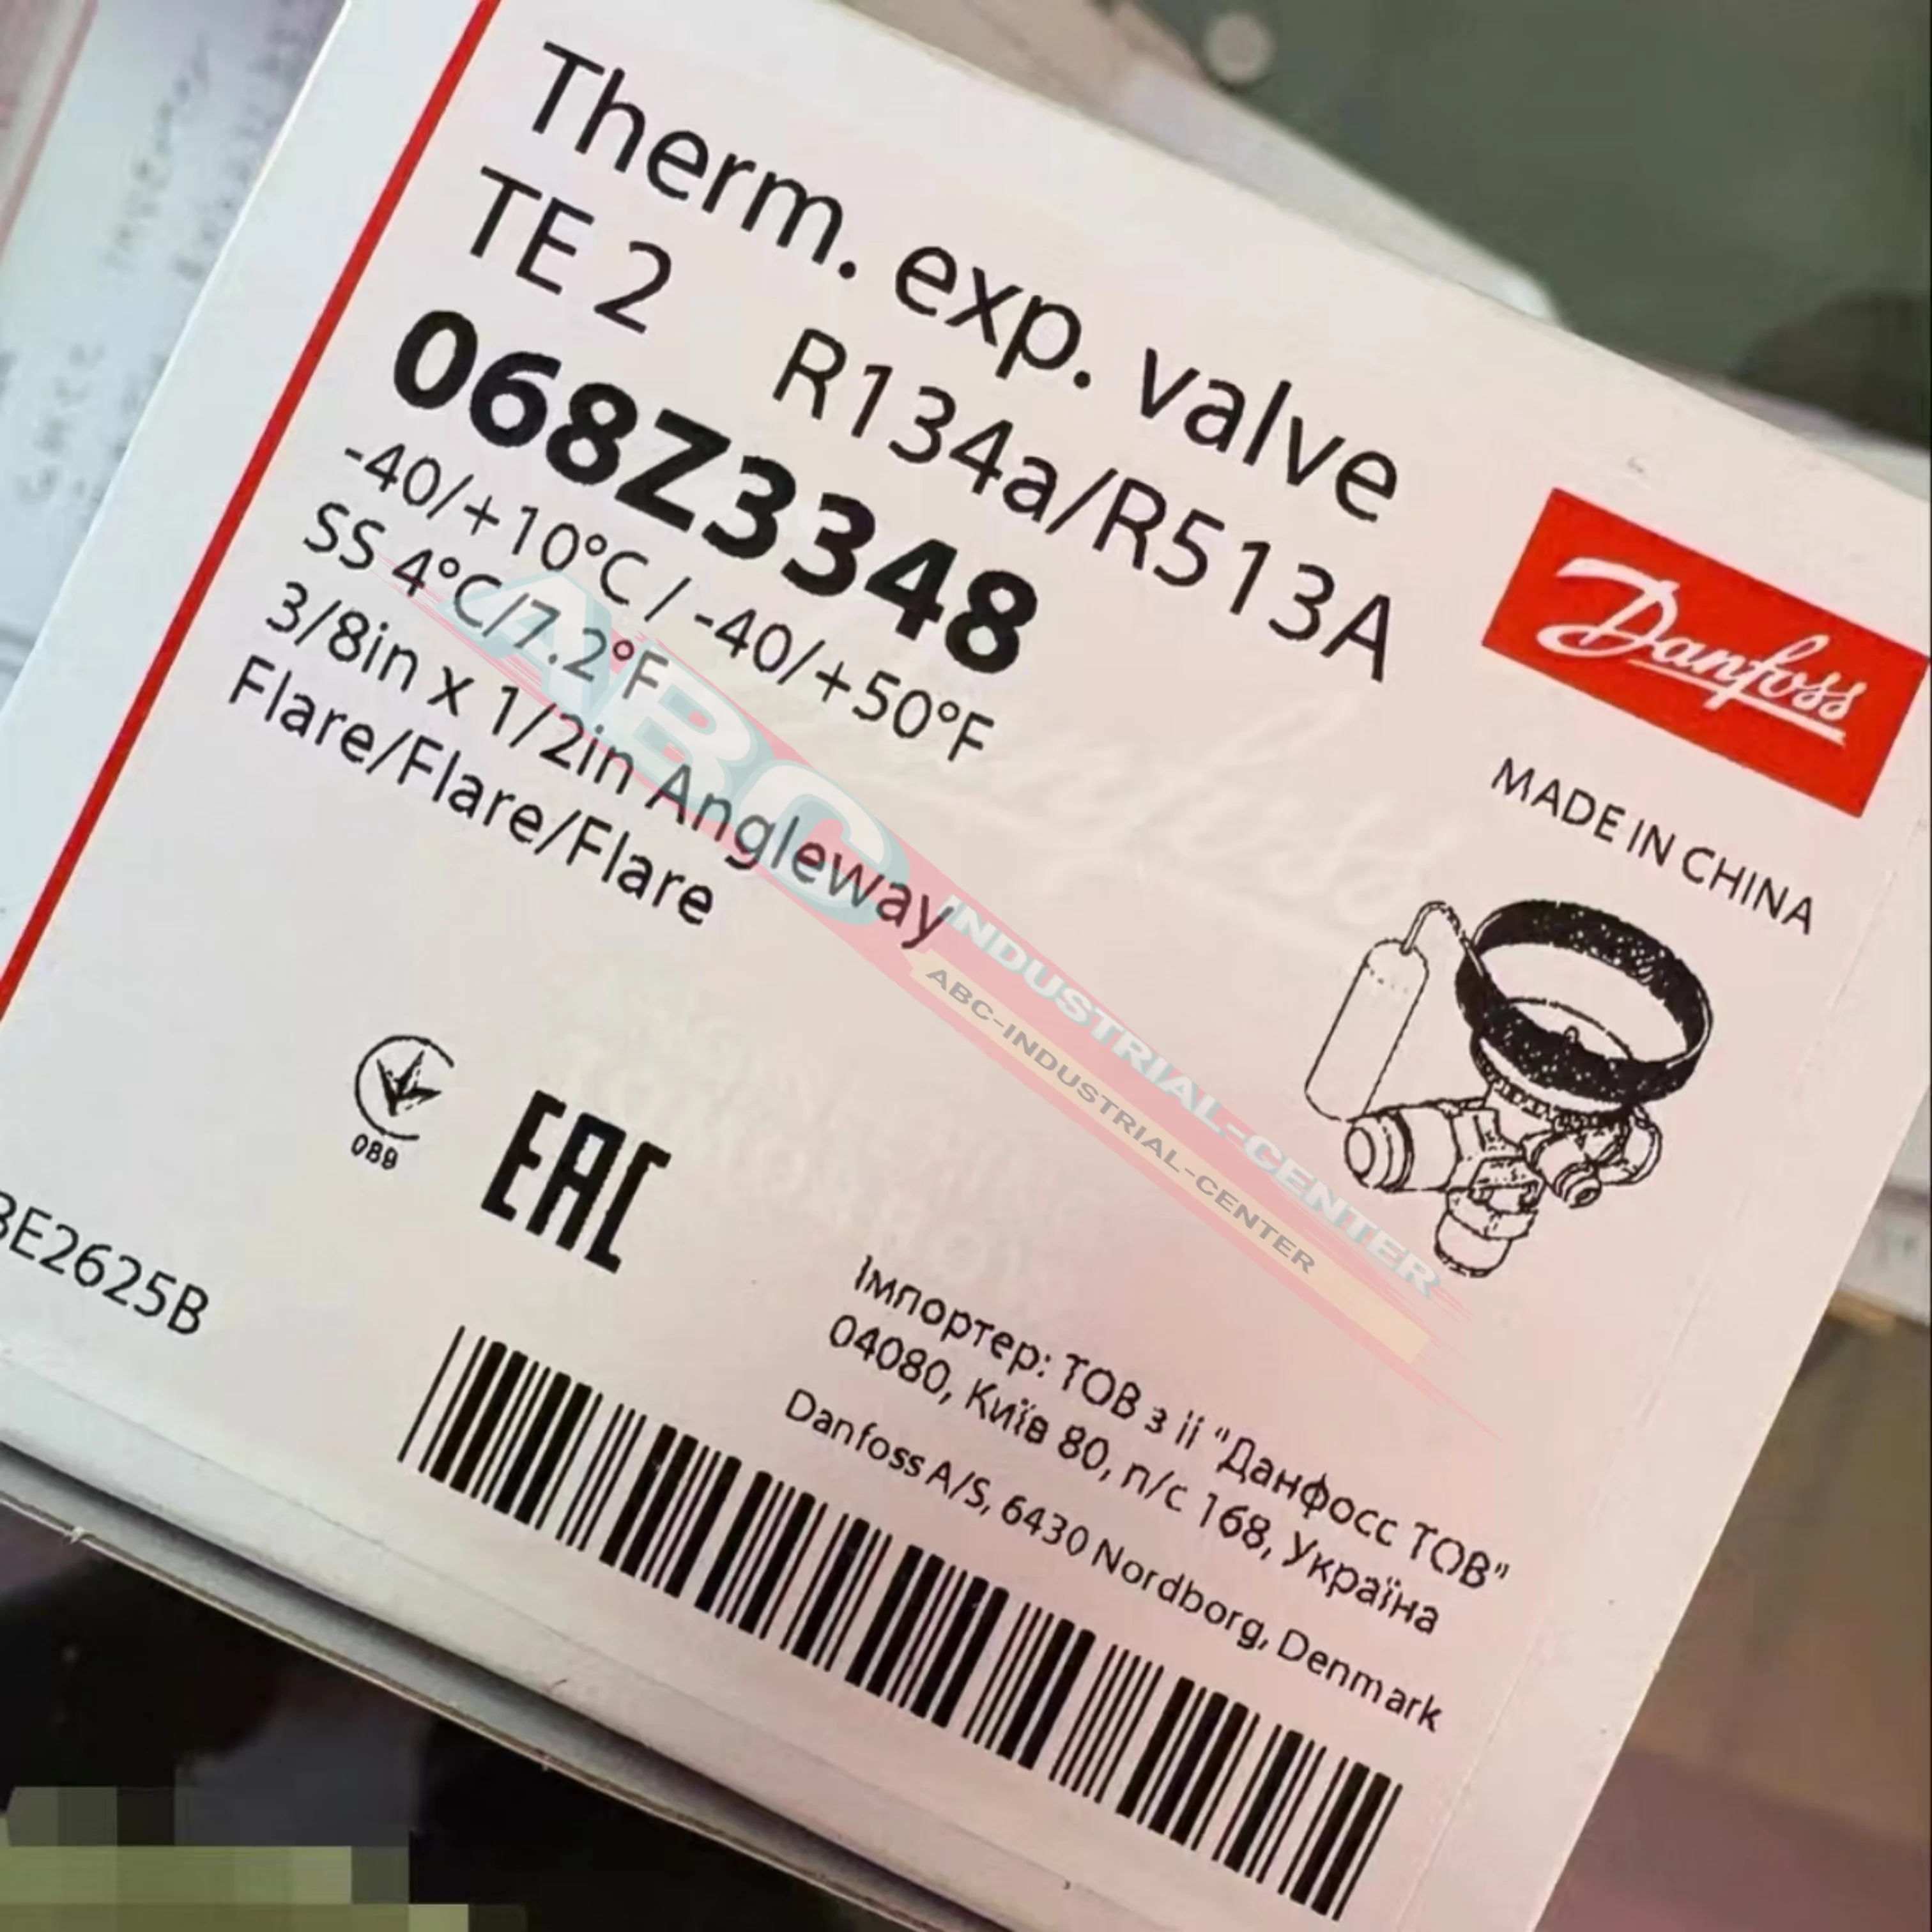 Therm. exp. valve
TE 2 R134a/R513A
068Z3348
-40/+10°C / -40/+50°F
SS 4°C/7.2°F
3/8in x 1/2in Angleway
Flare/Flare/Flare
Danfoss
MADE IN CHINA
ABC INDUSTRIAL-CENTER
ABC-INDUSTRIAL-CENTER
089
EAC
BE2625B
Імпортер: ТОВ з іі "Данфосс ТОВ"
04080, Київ 80, п/с 168, Україна
Danfoss A/S, 6430 Nordborg, Denmark